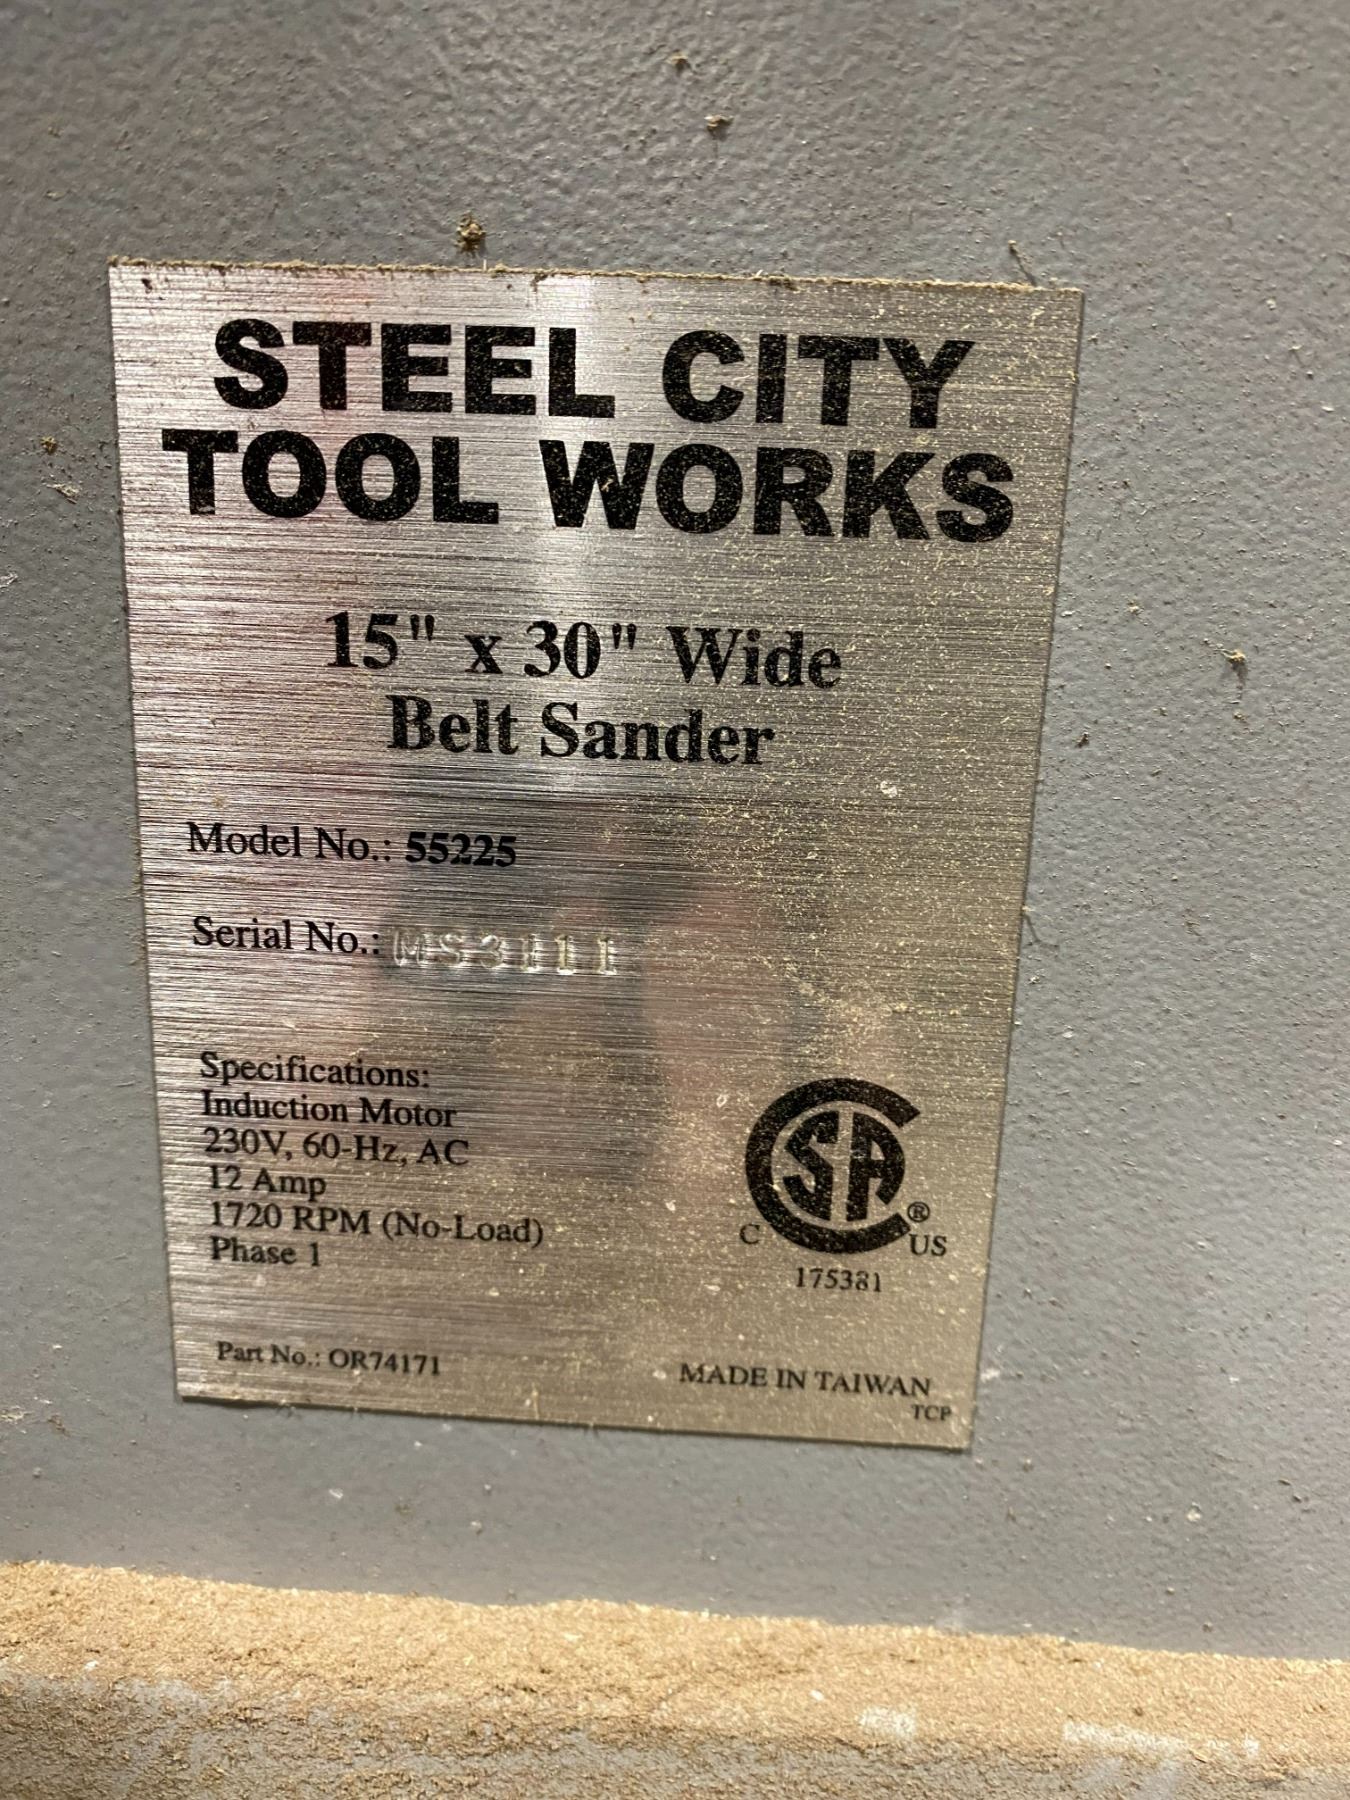 STEEL CITY
TOOL WORKS
15" x 30" Wide
Belt Sander
Model No.: 55225
Serial No.: MS3111
Specifications:
Induction Motor
230V, 60-Hz, AC
12 Amp
1720 RPM (No-Load)
Phase 1
CSA ®
C US
175381
Part No.: OR74171
MADE IN TAIWAN
TCP